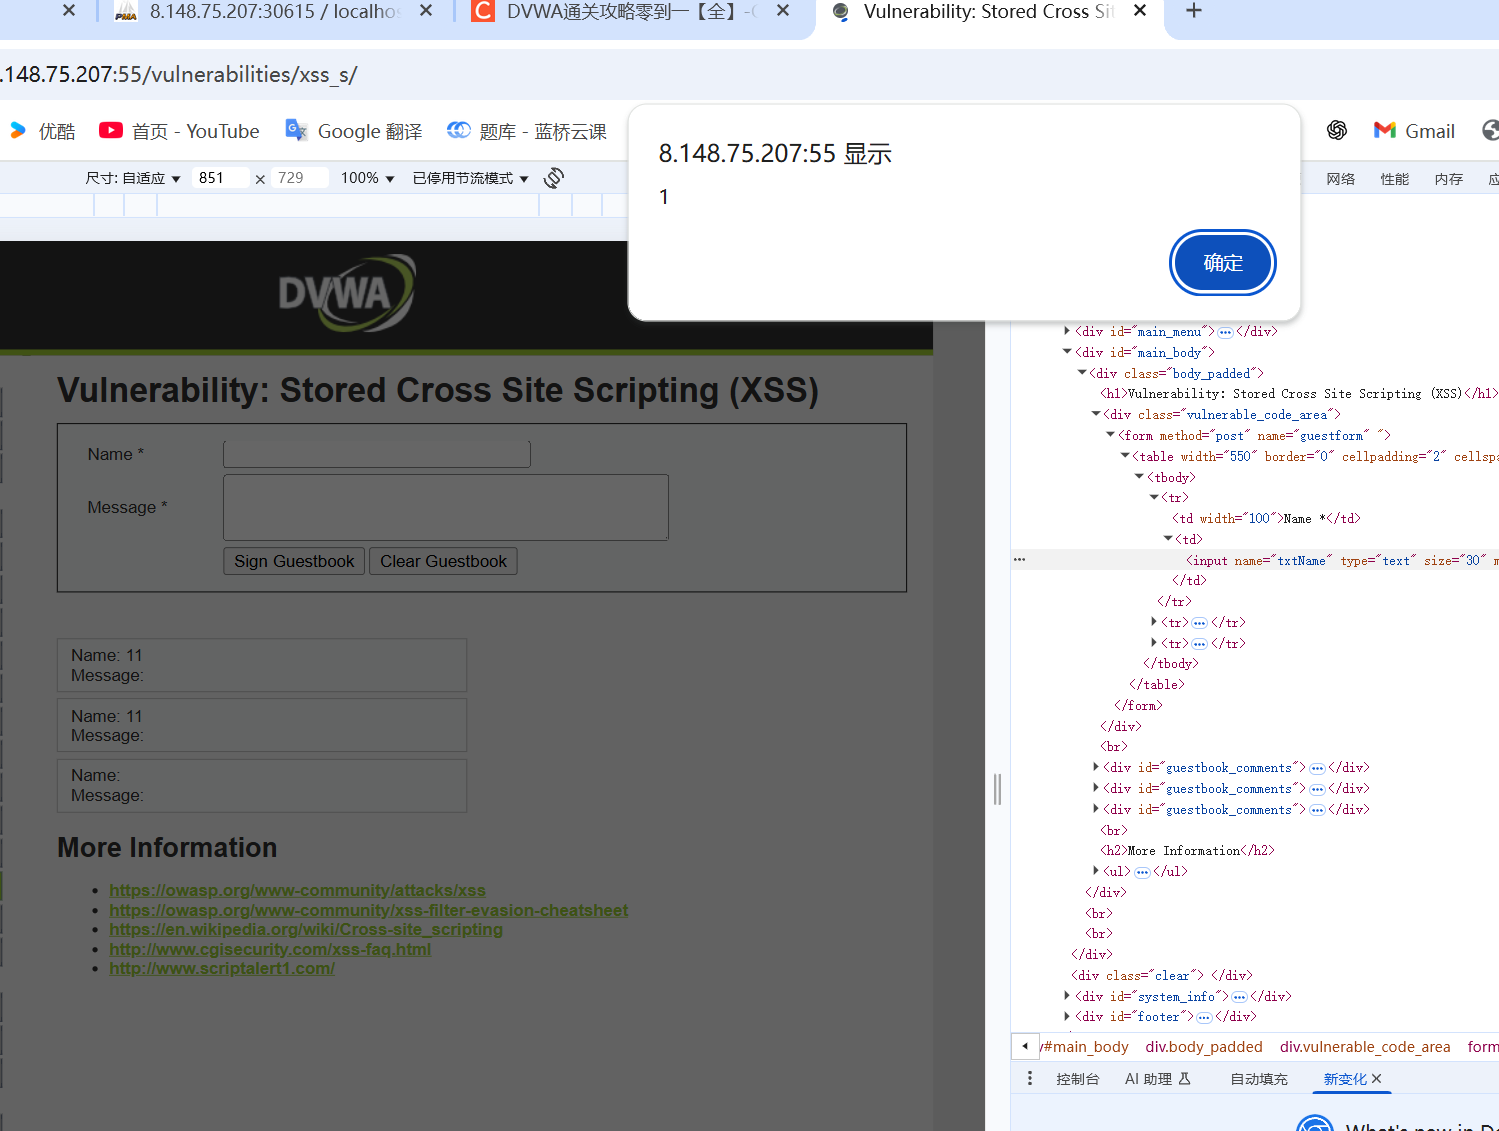 8.148.75.207:30615 / localhos
DVWA通关攻略零到一【全】-C
Vulnerability: Stored Cross Sit
.148.75.207:55/vulnerabilities/xss_s/
优酷
首页 - YouTube
Google 翻译
题库 - 蓝桥云课
Gmail
8.148.75.207:55 显示
1
确定
尺寸: 自适应 851 × 729 100% 已停用节流模式
网络 性能 内存 应
DVWA
Vulnerability: Stored Cross Site Scripting (XSS)
Name *
Message *
Sign Guestbook Clear Guestbook
Name: 11
Message:
Name: 11
Message:
Name:
Message:
More Information
https://owasp.org/www-community/attacks/xss
https://owasp.org/www-community/xss-filter-evasion-cheatsheet
https://en.wikipedia.org/wiki/Cross-site_scripting
http://www.cgisecurity.com/xss-faq.html
http://www.scriptalert1.com/
<div id="main_menu">…</div>
<div id="main_body">
<div class="body_padded">
<h1>Vulnerability: Stored Cross Site Scripting (XSS)</h1>
<div class="vulnerable_code_area">
<form method="post" name="guestform" ">
<table width="550" border="0" cellpadding="2" cellspa
<tbody>
<tr>
<td width="100">Name *</td>
<td>
<input name="txtName" type="text" size="30" m
</td>
</tr>
<tr>…</tr>
<tr>…</tr>
</tbody>
</table>
</form>
</div>
<br>
<div id="guestbook_comments">…</div>
<div id="guestbook_comments">…</div>
<div id="guestbook_comments">…</div>
<br>
<h2>More Information</h2>
<ul>…</ul>
</div>
<br>
<br>
</div>
<div class="clear"> </div>
<div id="system_info">…</div>
<div id="footer">…</div>
v#main_body div.body_padded div.vulnerable_code_area form
控制台 AI 助理 自动填充 新变化
What's new in De